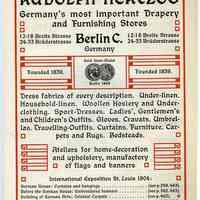 RUDOLPH HERTZOG
Germany's most important Drapery
and Furnishing Stores
12-18 Breite Strasse Berlin C. 12-18 Breite Strasse
24-33 Brüderstrasse Germany 24-33 Brüderstrasse
Founded 1839. Founded 1839.
Dress fabrics of every description. Under-linen.
Household-linen. Woollen Hosiery and Under-
clothing. Sport-Dresses. Ladies', Gentlemen's
and Children's Outfits. Gloves. Cravats. Umbrel-
las. Travelling-Outfits. Curtains. Furniture. Car-
pets and Rugs. Bedsteads.
Ateliers for home-decoration
and upholstery, manufactory
of flags and banners
International Exposition St. Louis 1904: